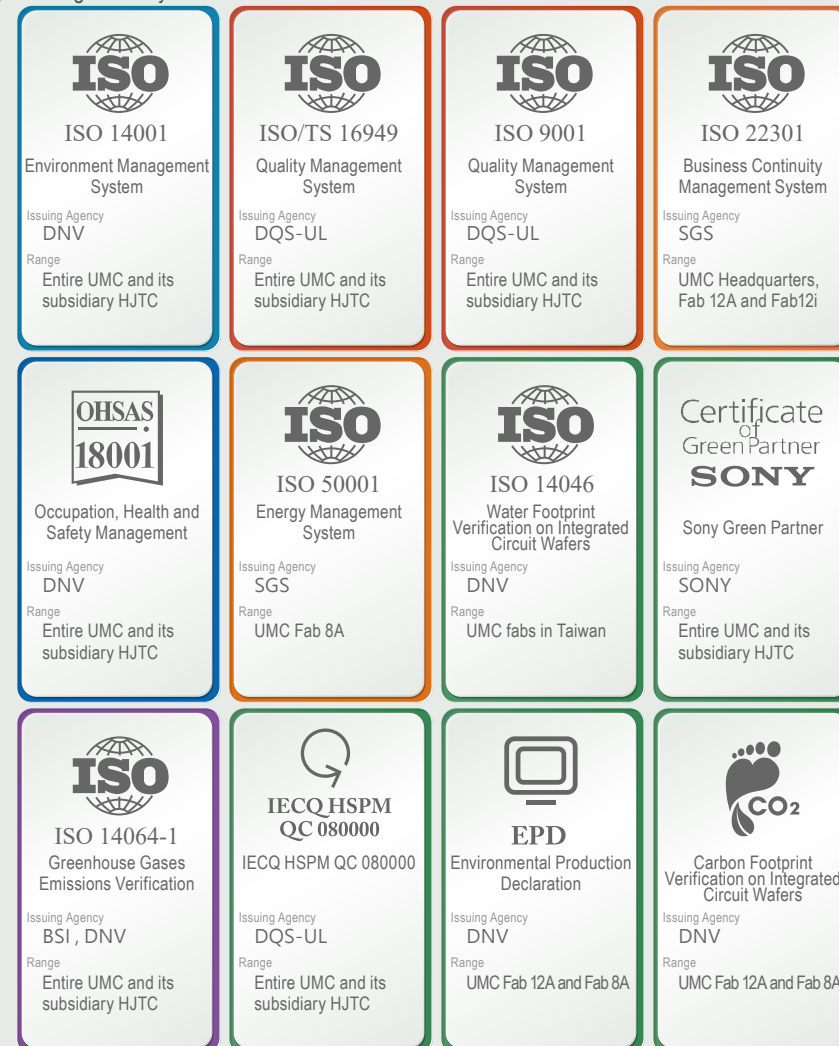 ISO
ISO 14001
Environment Management
System
Issuing Agency
DNV
Range
Entire UMC and its
subsidiary HJTC
ISO
ISO/TS 16949
Quality Management
System
Issuing Agency
DQS-UL
Range
Entire UMC and its
subsidiary HJTC
ISO
ISO 9001
Quality Management
System
Issuing Agency
DQS-UL
Range
Entire UMC and its
subsidiary HJTC
ISO
ISO 22301
Business Continuity
Management System
Issuing Agency
SGS
Range
UMC Headquarters,
Fab 12A and Fab12i
OHSAS
18001
Occupation, Health and
Safety Management
Issuing Agency
DNV
Range
Entire UMC and its
subsidiary HJTC
ISO
ISO 50001
Energy Management
System
Issuing Agency
SGS
Range
UMC Fab 8A
ISO
ISO 14046
Water Footprint
Verification on Integrated
Circuit Wafers
Issuing Agency
DNV
Range
UMC fabs in Taiwan
Certificate
of
Green Partner
SONY
Sony Green Partner
Issuing Agency
SONY
Range
Entire UMC and its
subsidiary HJTC
ISO
ISO 14064-1
Greenhouse Gases
Emissions Verification
Issuing Agency
BSI , DNV
Range
Entire UMC and its
subsidiary HJTC
IECQ HSPM
QC 080000
IECQ HSPM QC 080000
Issuing Agency
DQS-UL
Range
Entire UMC and its
subsidiary HJTC
EPD
Environmental Production
Declaration
Issuing Agency
DNV
Range
UMC Fab 12A and Fab 8A
CO2
Carbon Footprint
Verification on Integrated
Circuit Wafers
Issuing Agency
DNV
Range
UMC Fab 12A and Fab 8A